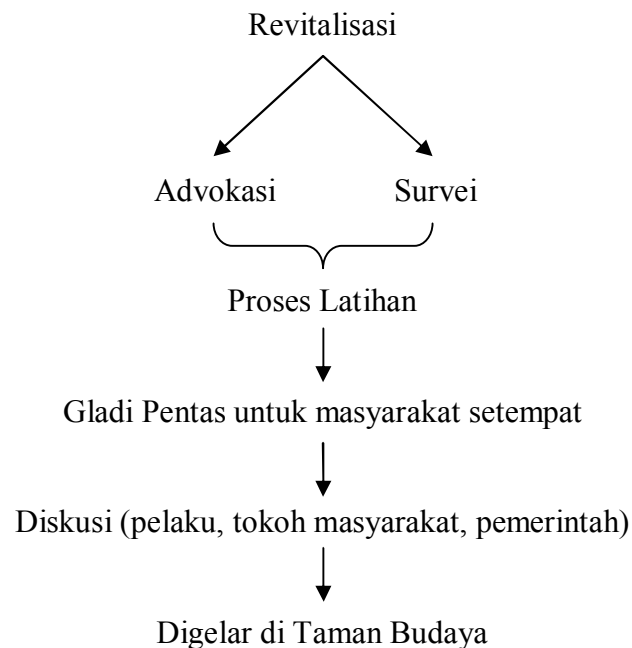 Revitalisasi
Advokasi Survei
Proses Latihan
Gladi Pentas untuk masyarakat setempat
Diskusi (pelaku, tokoh masyarakat, pemerintah)
Digelar di Taman Budaya